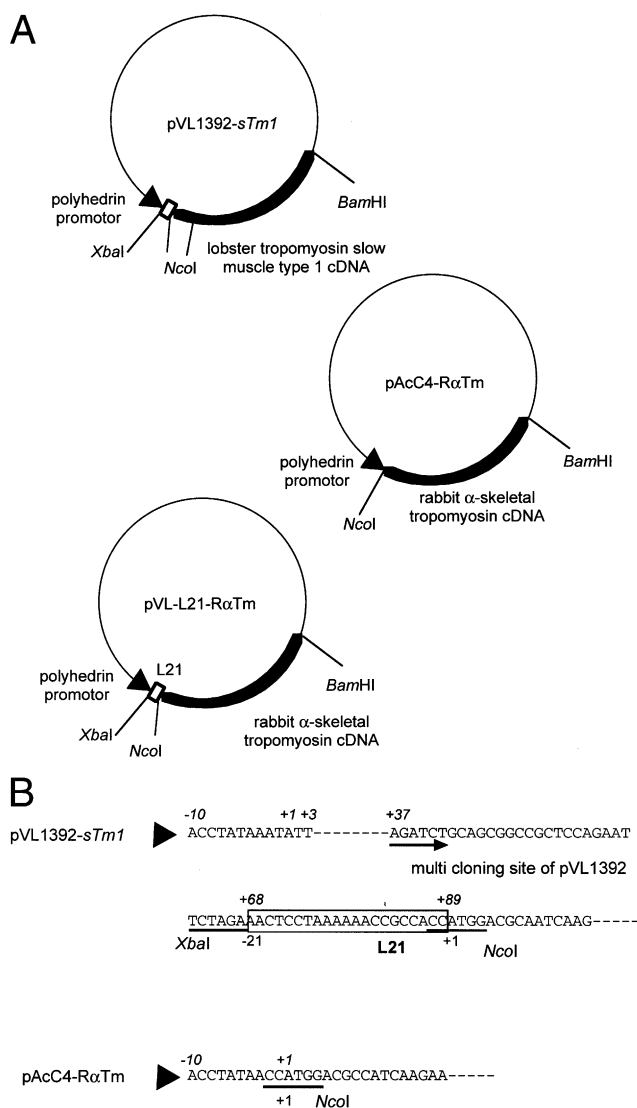 A
pVL1392-sTm1
polyhedrin
promotor
XbaI
NcoI
BamHI
lobster tropomyosin slow
muscle type 1 cDNA
pAcC4-RαTm
polyhedrin
promotor
NcoI
BamHI
rabbit α-skeletal
tropomyosin cDNA
pVL-L21-RαTm
L21
polyhedrin
promotor
XbaI
NcoI
BamHI
rabbit α-skeletal
tropomyosin cDNA
B
-10 +1 +3 +37
pVL1392-sTm1 ACCTATAAATATT---------AGATCTGCAGCGGCCGCTCCAGAAT
multi cloning site of pVL1392
+68 +89
TCTAGAAACTCCTAAAAAACCGCCACCATGGACGCAATCAAG-----
XbaI -21 L21 +1 NcoI
-10 +1
pAcC4-RαTm ACCTATAACCATGGACGCCATCAAGAA-----
+1 NcoI